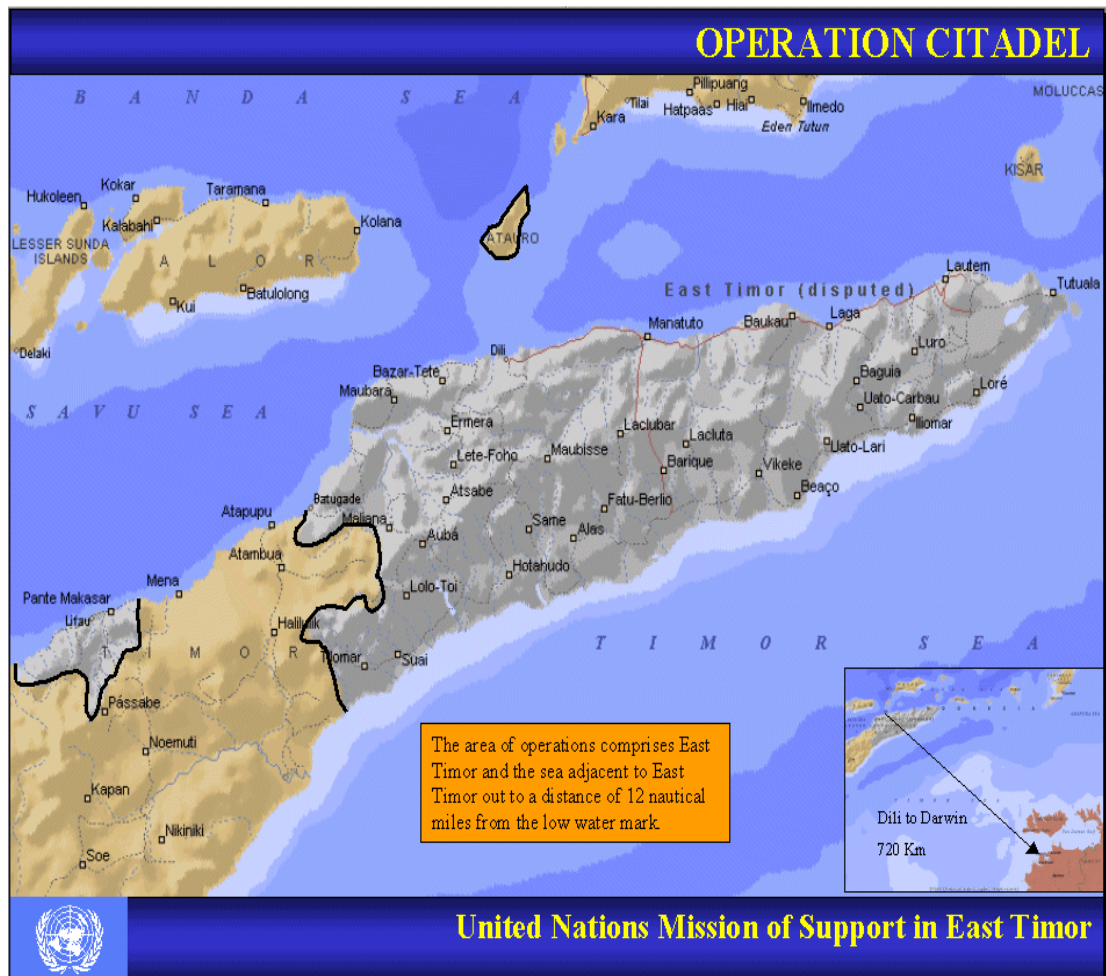 OPERATION CITADEL
B A N D A S E A
Pillipuang
Tilai
Hatpaas
Hiai
Ilmedo
MOLUCCAS
Kara
Eden Tutun
KISAR
Hukoleen
Kokar
Taramana
Kalabahi
Kolana
LESSER SUNDA
ISLANDS
A L O R
ATAURO
Kui
Batulolong
Delaki
East Timor (disputed)
Lautem
Tutuala
Manatuto
Baukau
Laga
Dili
Luro
Bazar-Tete
Maubara
Baguia
Loré
S A V U S E A
Uato-Carbau
Iliomar
Ermera
Laclubar
Lacluta
Uato-Lari
Lete-Foho
Maubisse
Barique
Vikeke
Beaço
Atsabe
Batugade
Fatu-Berlio
Atapupu
Maliana
Same
Alas
Aubá
Atambua
Hotahudo
Mena
Lolo-Toi
Pante Makasar
Halilulik
T I M O R
T I M O R S E A
Suai
Pássabe
Noemuti
Kapan
Nikiniki
Soe
The area of operations comprises East
Timor and the sea adjacent to East
Timor out to a distance of 12 nautical
miles from the low water mark.
Dili to Darwin
720 Km
United Nations Mission of Support in East Timor